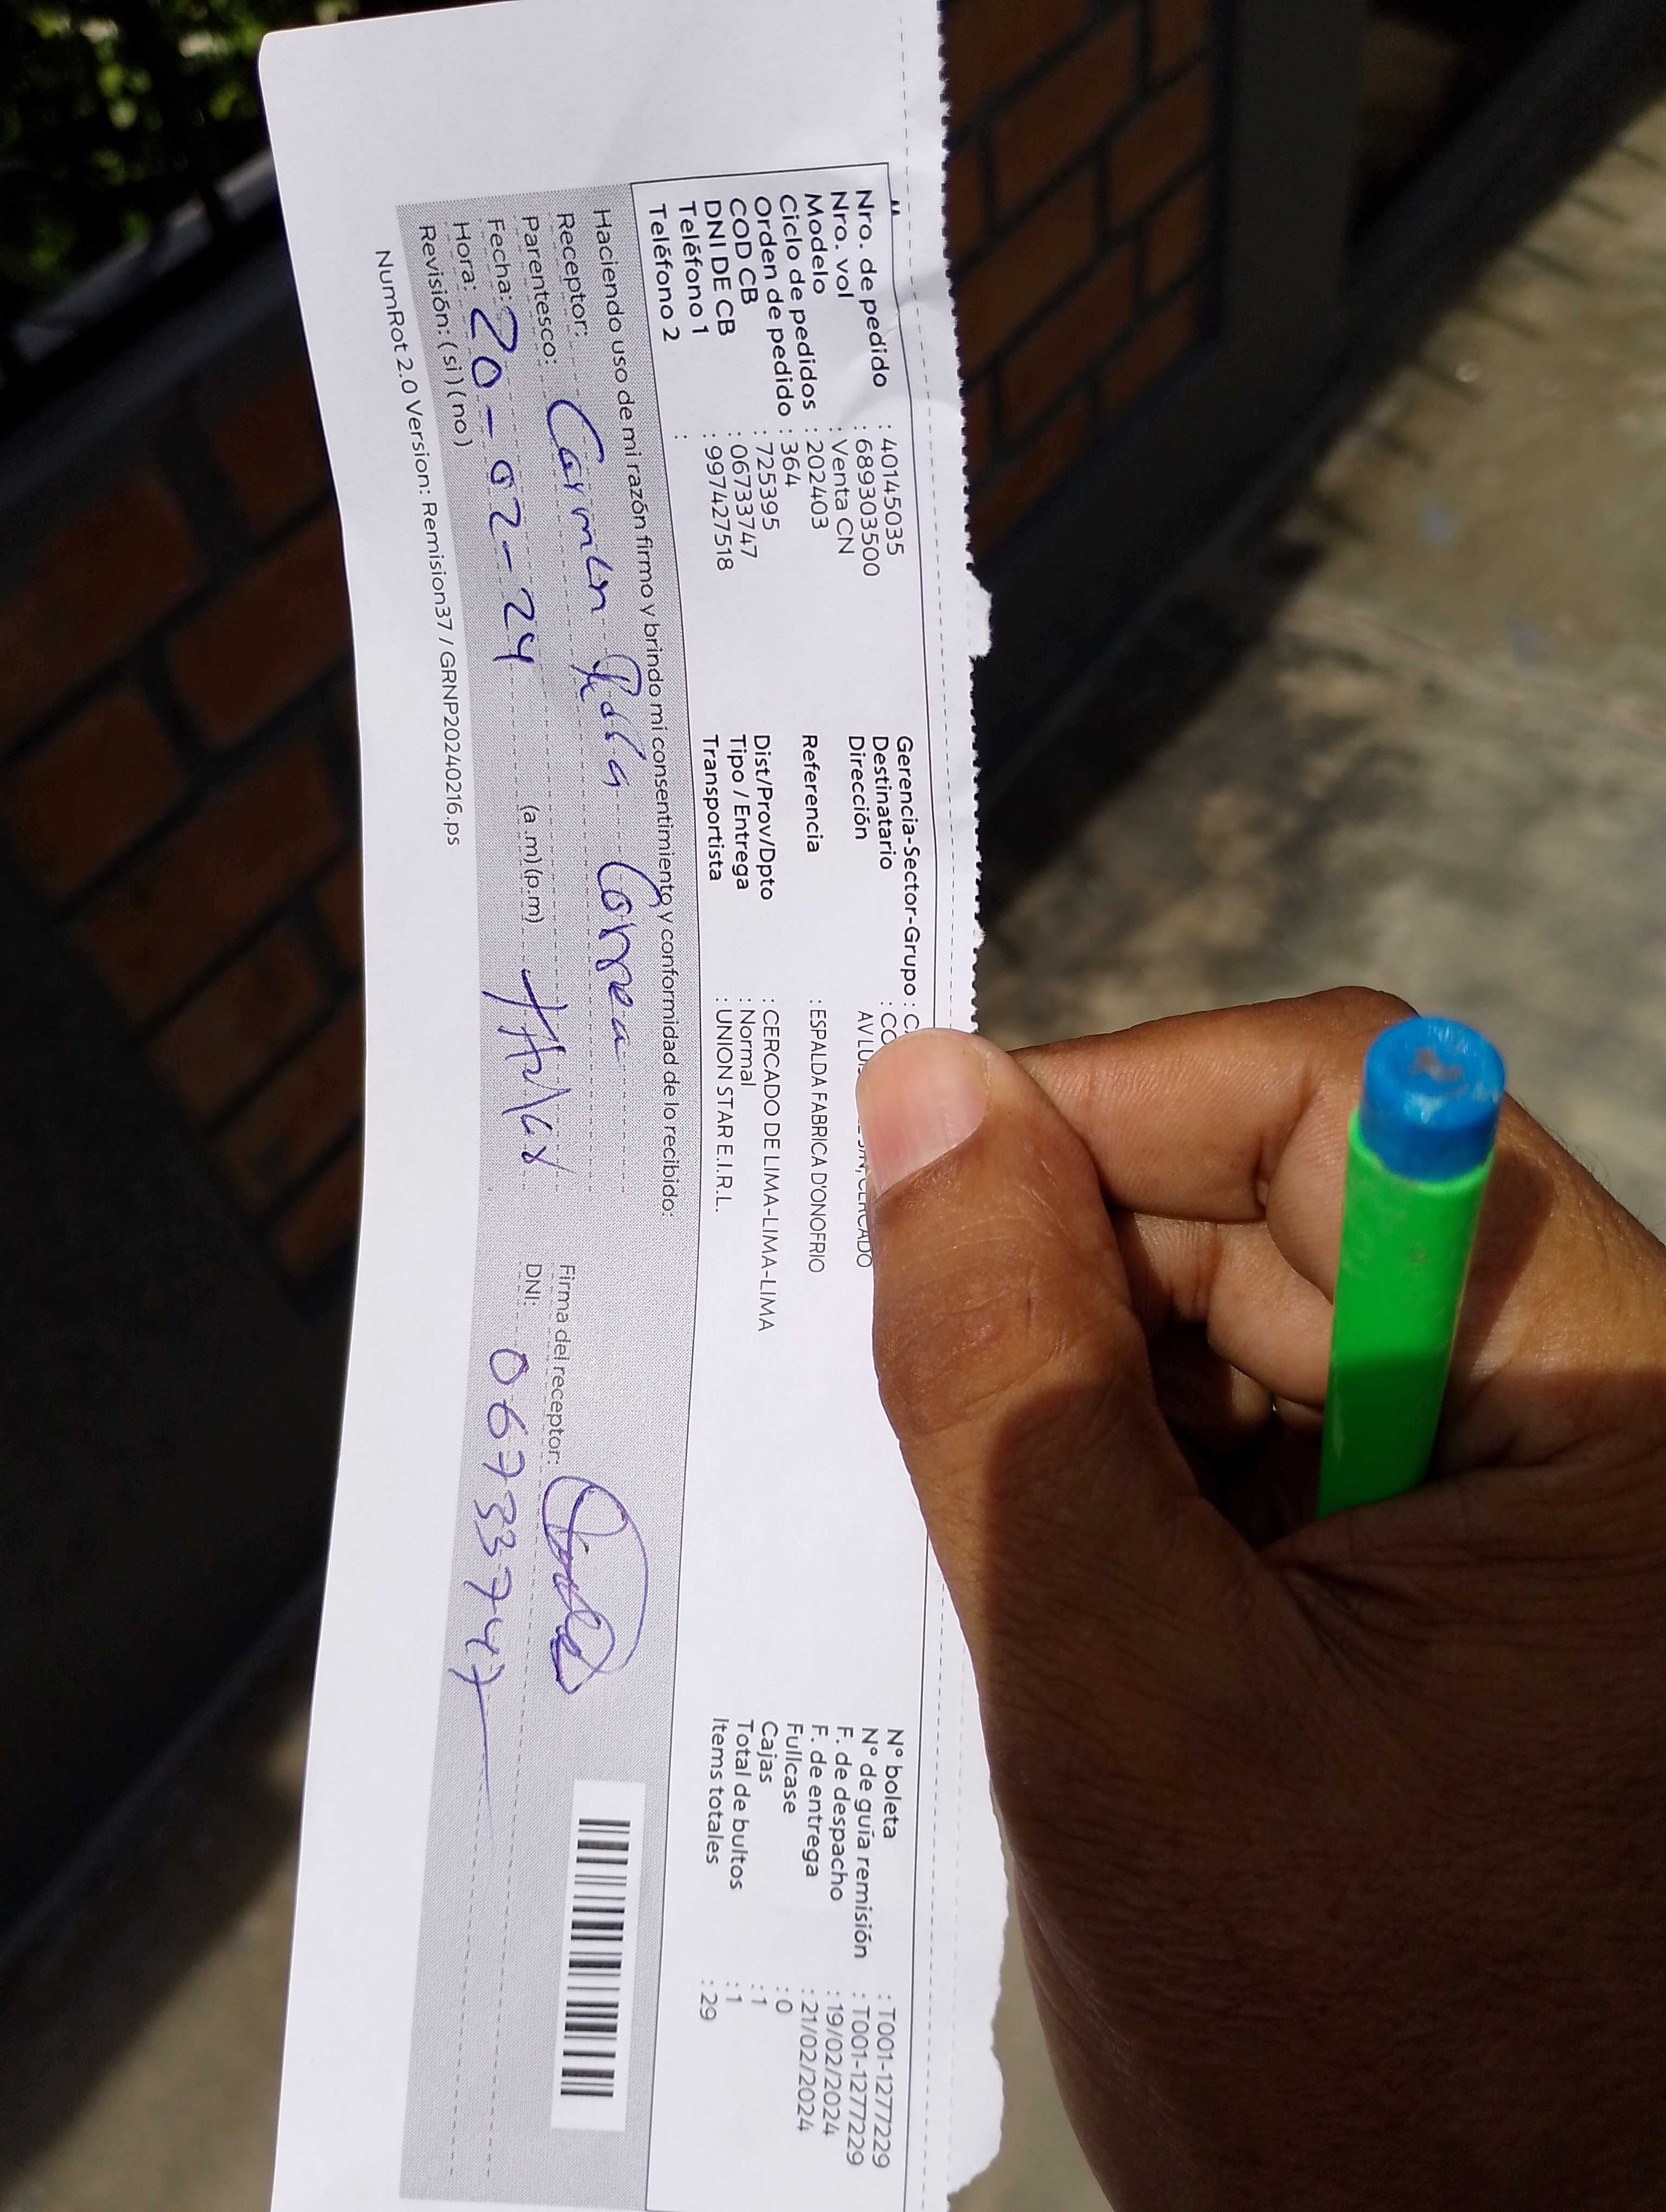 Nro. de pedido : 40145035
Nro. vol : 689303500
Modelo : Venta CN
Ciclo de pedidos : 202403
Orden de pedido : 364
COD CB : 725395
DNI DE CB : 06733747
Teléfono 1 : 997427518
Teléfono 2 :
Gerencia-Sector-Grupo :
Destinatario :
Dirección AV
Referencia : ESPALDA FABRICA D'ONOFRIO
Dist/Prov/Dpto : CERCADO DE LIMA-LIMA-LIMA
Tipo / Entrega : Normal
Transportista : UNION STAR E.I.R.L.
N° boleta : T001-1277229
N° de guía remisión : T001-1277229
F. de despacho : 19/02/2024
F. de entrega : 21/02/2024
Fullcase : 0
Cajas : 1
Total de bultos : 1
Items totales : 29
Haciendo uso de mi razón firmo y brindo mi consentimiento y conformidad de lo recibido:
Receptor: Carmen Rosa Correa
Parentesco:
Fecha: 20-02-24
Hora: (a.m)(p.m)
Revisión: (si) (no)
Firma del receptor:
DNI: 06733747
NumRot 2.0 Version: Remision37 / GRNP20240216.ps